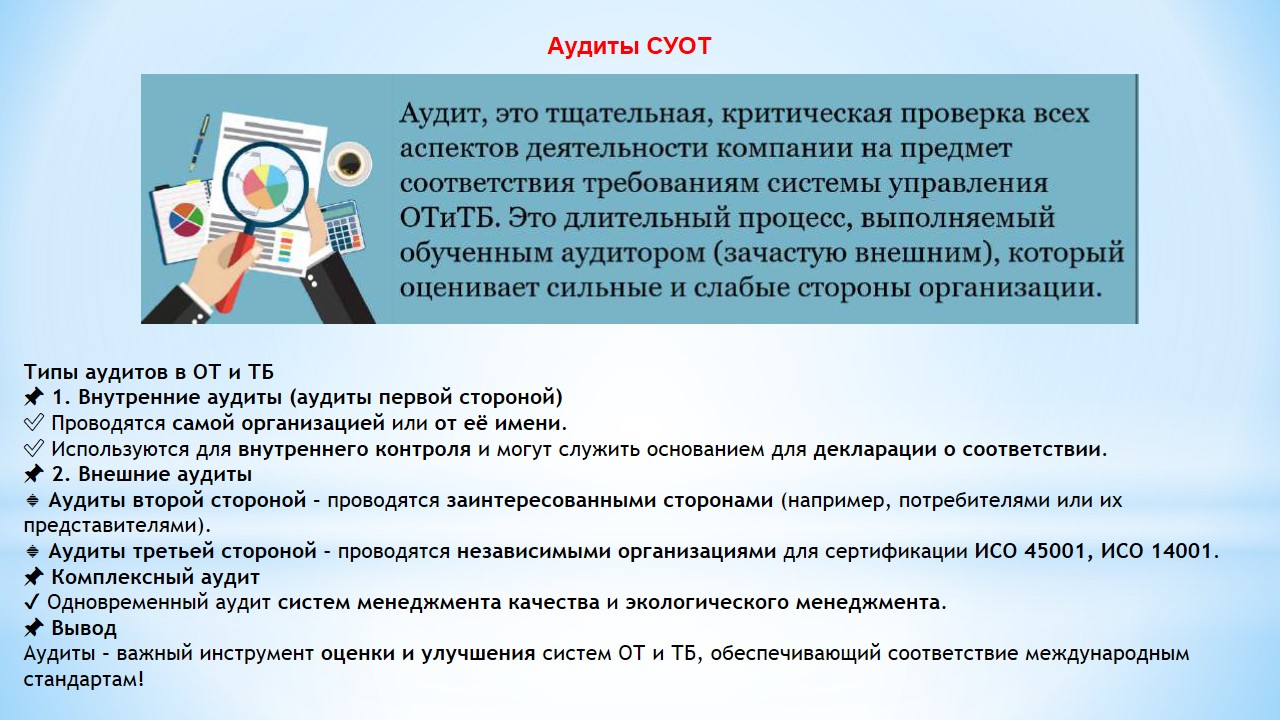 Аудиты СУОТ
Аудит, это тщательная, критическая проверка всех
аспектов деятельности компании на предмет
соответствия требованиям системы управления
ОТиТБ. Это длительный процесс, выполняемый
обученным аудитором (зачастую внешним), который
оценивает сильные и слабые стороны организации.
Типы аудитов в ОТ и ТБ
📌 1. Внутренние аудиты (аудиты первой стороной)
✅ Проводятся самой организацией или от её имени.
✅ Используются для внутреннего контроля и могут служить основанием для декларации о соответствии.
📌 2. Внешние аудиты
🔹 Аудиты второй стороной – проводятся заинтересованными сторонами (например, потребителями или их
представителями).
🔹 Аудиты третьей стороной – проводятся независимыми организациями для сертификации ИСО 45001, ИСО 14001.
📌 Комплексный аудит
✔ Одновременный аудит систем менеджмента качества и экологического менеджмента.
📌 Вывод
Аудиты – важный инструмент оценки и улучшения систем ОТ и ТБ, обеспечивающий соответствие международным
стандартам!